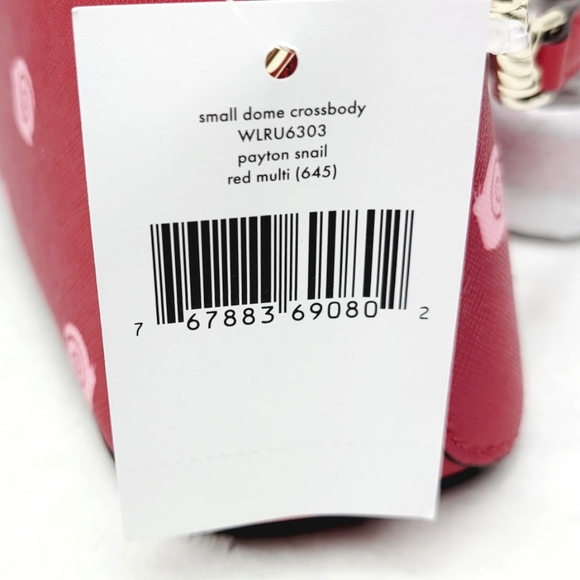 small dome crossbody
WLRU6303
payton snail
red multi (645)
7 67883 69080 2